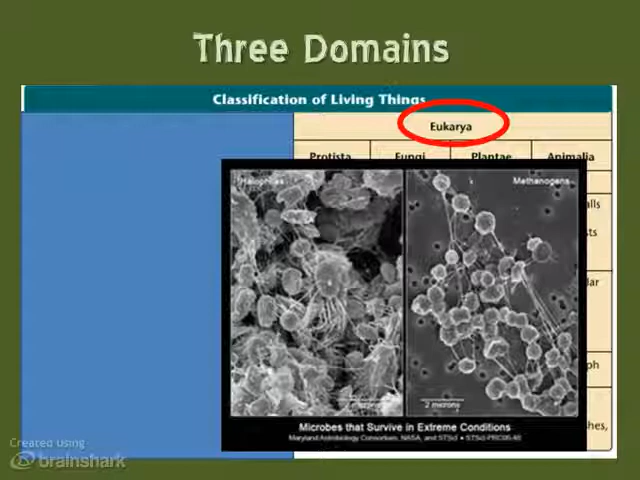 Three Domains
Classification of Living Things
Eukarya
Protista Fungi Plantae Animalia
Halophiles Methanogens
2 microns
Microbes that Survive in Extreme Conditions
Maryland Astrobiology Consortium, NASA, and STScI •
Created using
brainshark